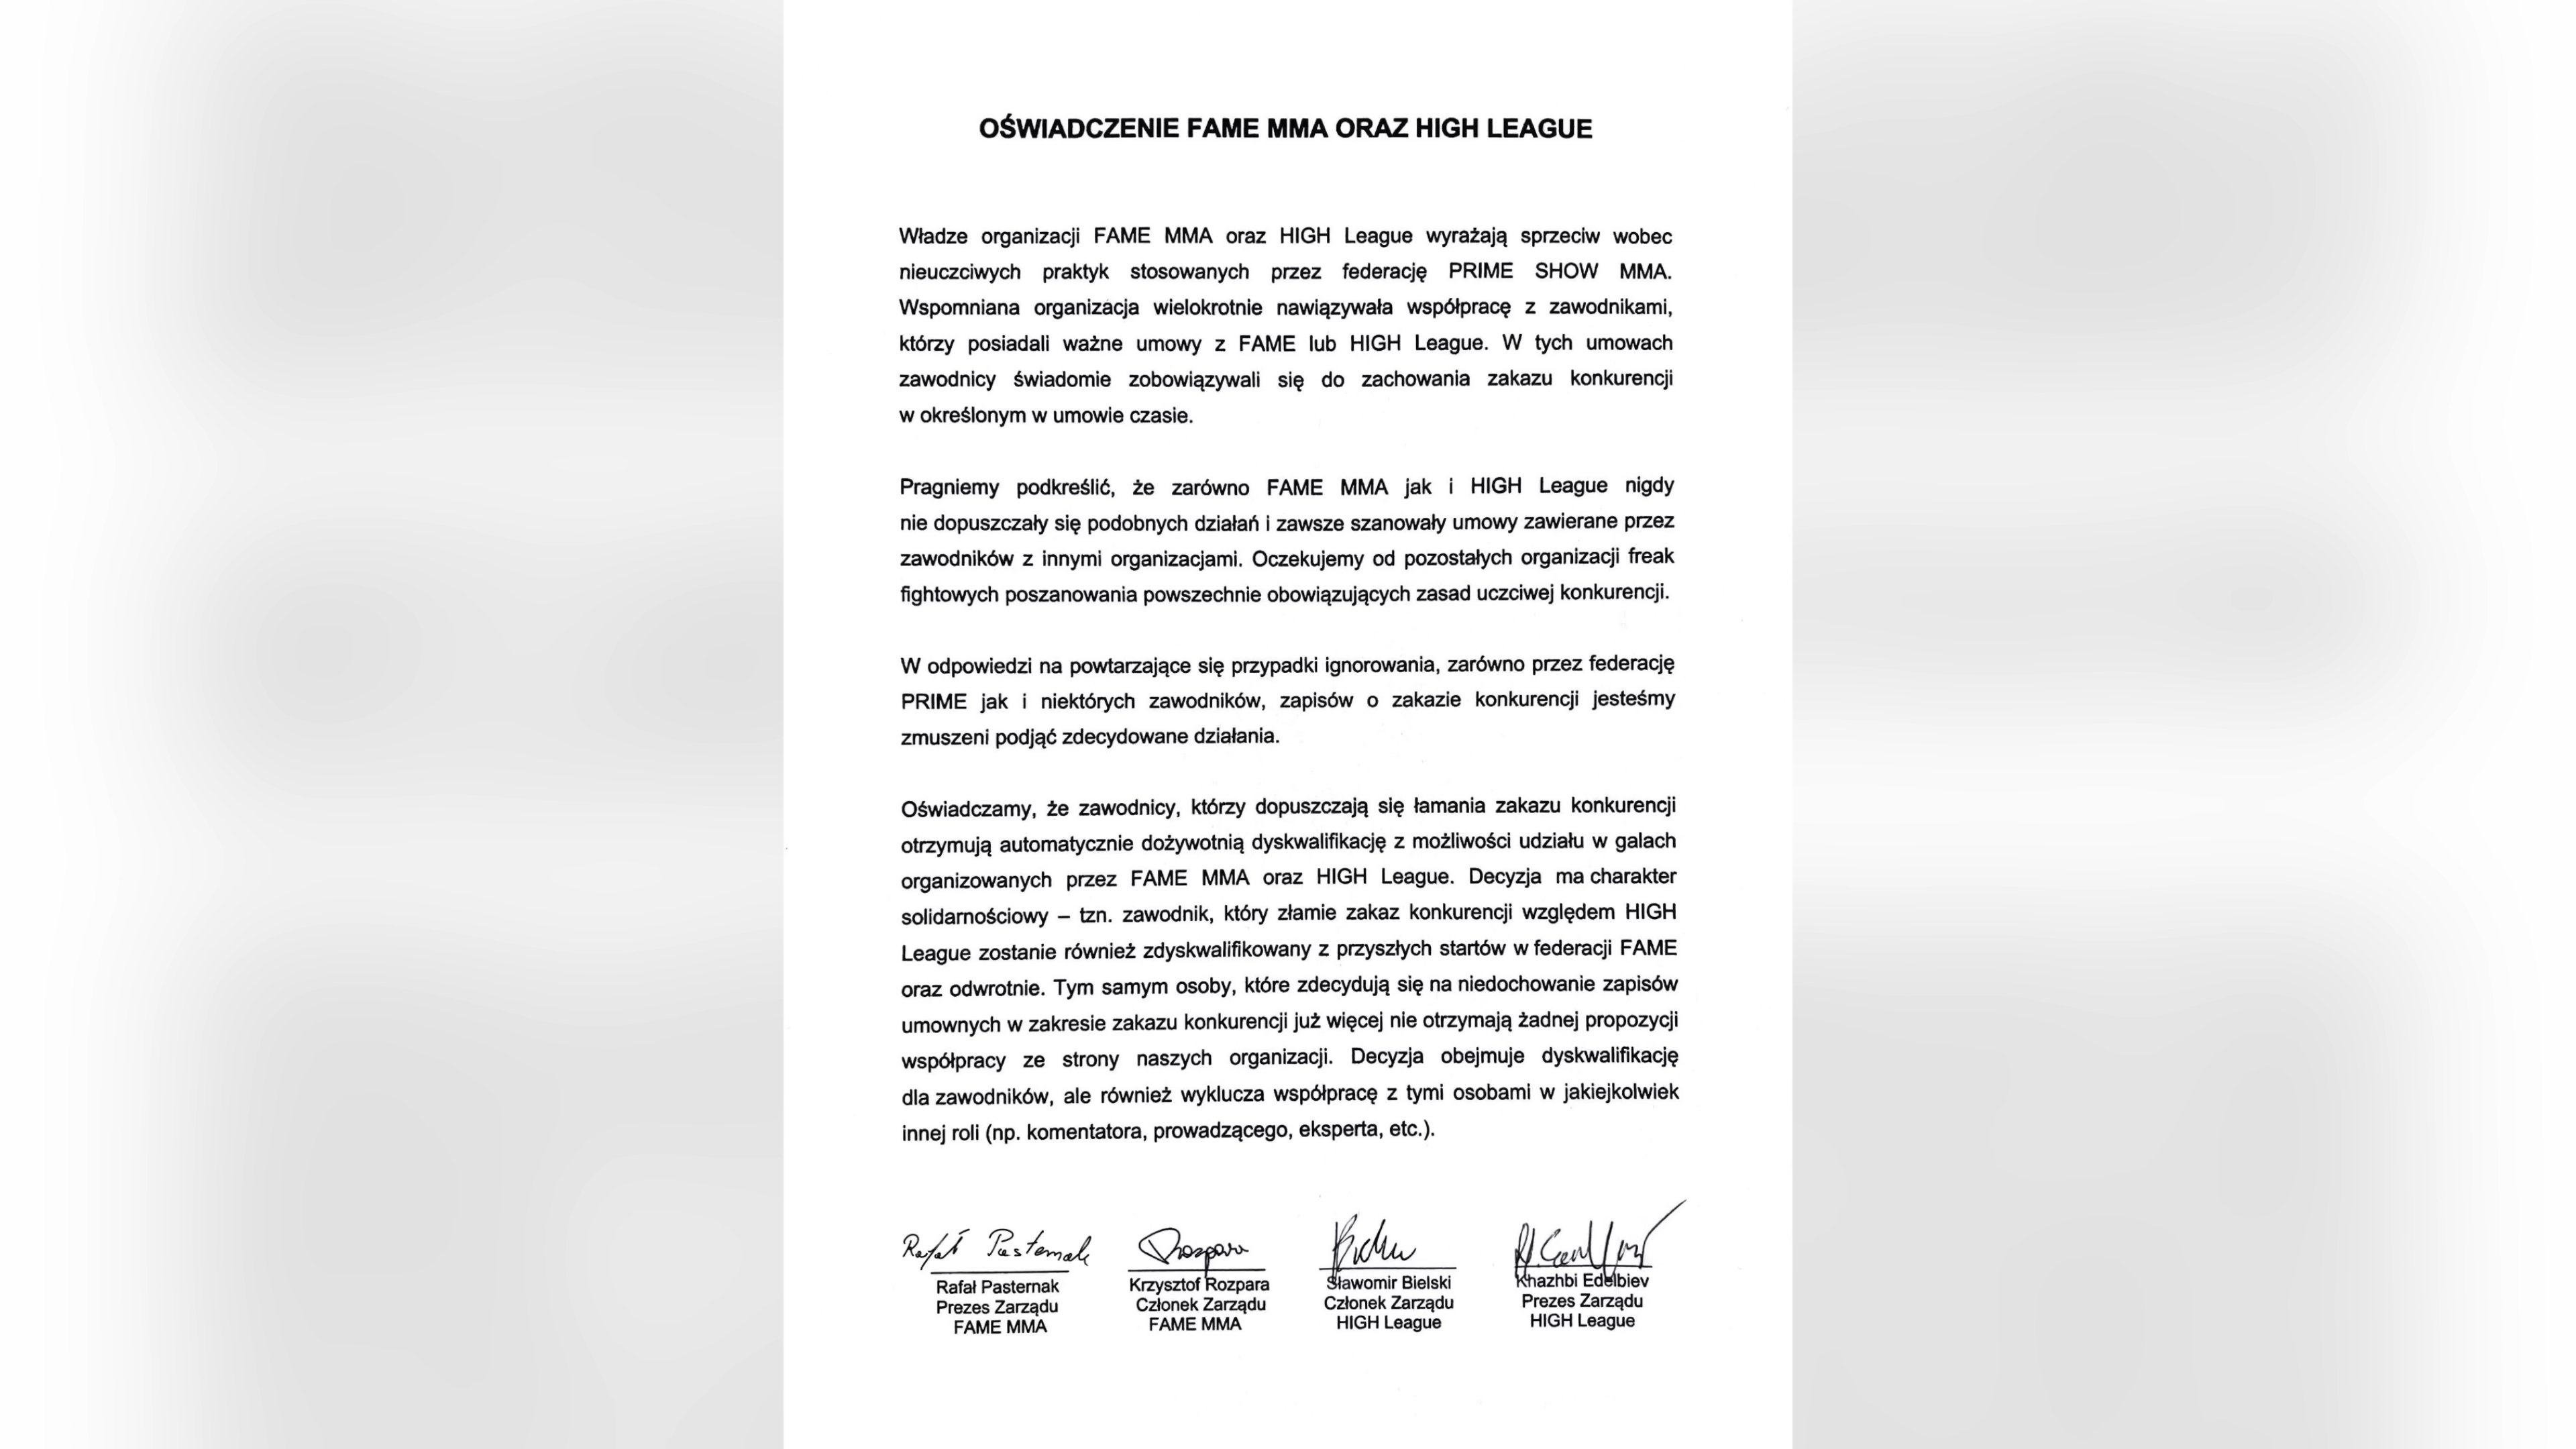 OŚWIADCZENIE FAME MMA ORAZ HIGH LEAGUE
Władze organizacji FAME MMA oraz HIGH League wyrażają sprzeciw wobec
nieuczciwych praktyk stosowanych przez federację PRIME SHOW MMA.
Wspomniana organizacja wielokrotnie nawiązywała współpracę z zawodnikami,
którzy posiadali ważne umowy z FAME lub HIGH League. W tych umowach
zawodnicy świadomie zobowiązywali się do zachowania zakazu konkurencji
w określonym w umowie czasie.
Pragniemy podkreślić, że zarówno FAME MMA jak i HIGH League nigdy
nie dopuszczały się podobnych działań i zawsze szanowały umowy zawierane przez
zawodników z innymi organizacjami. Oczekujemy od pozostałych organizacji freak
fightowych poszanowania powszechnie obowiązujących zasad uczciwej konkurencji.
W odpowiedzi na powtarzające się przypadki ignorowania, zarówno przez federację
PRIME jak i niektórych zawodników, zapisów o zakazie konkurencji jesteśmy
zmuszeni podjąć zdecydowane działania.
Oświadczamy, że zawodnicy, którzy dopuszczają się łamania zakazu konkurencji
otrzymują automatycznie dożywotnią dyskwalifikację z możliwości udziału w galach
organizowanych przez FAME MMA oraz HIGH League. Decyzja ma charakter
solidarnościowy – tzn. zawodnik, który złamie zakaz konkurencji względem HIGH
League zostanie również zdyskwalifikowany z przyszłych startów w federacji FAME
oraz odwrotnie. Tym samym osoby, które zdecydują się na niedochowanie zapisów
umownych w zakresie zakazu konkurencji już więcej nie otrzymają żadnej propozycji
współpracy ze strony naszych organizacji. Decyzja obejmuje dyskwalifikację
dla zawodników, ale również wyklucza współpracę z tymi osobami w jakiejkolwiek
innej roli (np. komentatora, prowadzącego, eksperta, etc.).
Rafał Pasternak
Rafał Pasternak
Prezes Zarządu
FAME MMA
Krzysztof Rozpara
Członek Zarządu
FAME MMA
Sławomir Bielski
Członek Zarządu
HIGH League
Khazhbi Edelbiev
Prezes Zarządu
HIGH League